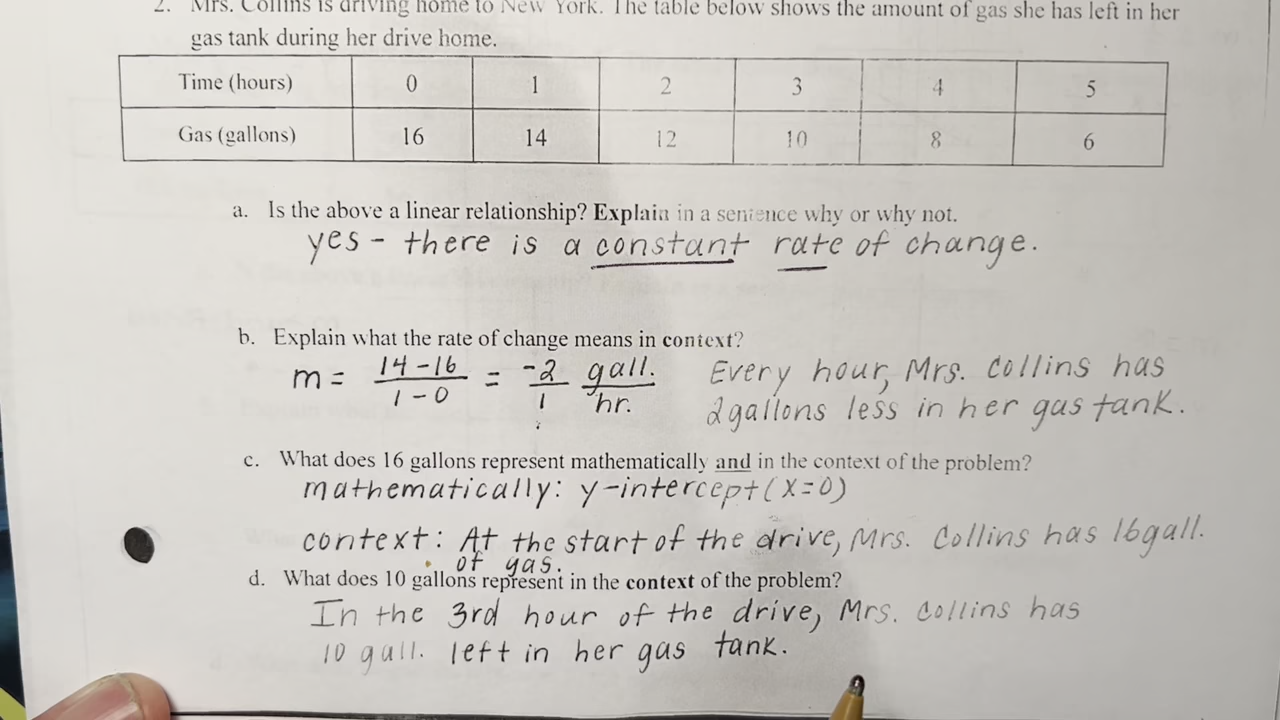 2. Mrs. Collins is driving home to New York. The table below shows the amount of gas she has left in her
gas tank during her drive home.
Time (hours) 0 1 2 3 4 5
Gas (gallons) 16 14 12 10 8 6
a. Is the above a linear relationship? Explain in a sentence why or why not.
yes - there is a constant rate of change.
b. Explain what the rate of change means in context?
m = 14-16 / 1-0 = -2 / 1 gall. / hr. Every hour, Mrs. Collins has
2 gallons less in her gas tank.
c. What does 16 gallons represent mathematically and in the context of the problem?
mathematically: y-intercept (x=0)
context: At the start of the drive, Mrs. Collins has 16 gall.
of gas.
d. What does 10 gallons represent in the context of the problem?
In the 3rd hour of the drive, Mrs. Collins has
10 gall. left in her gas tank.